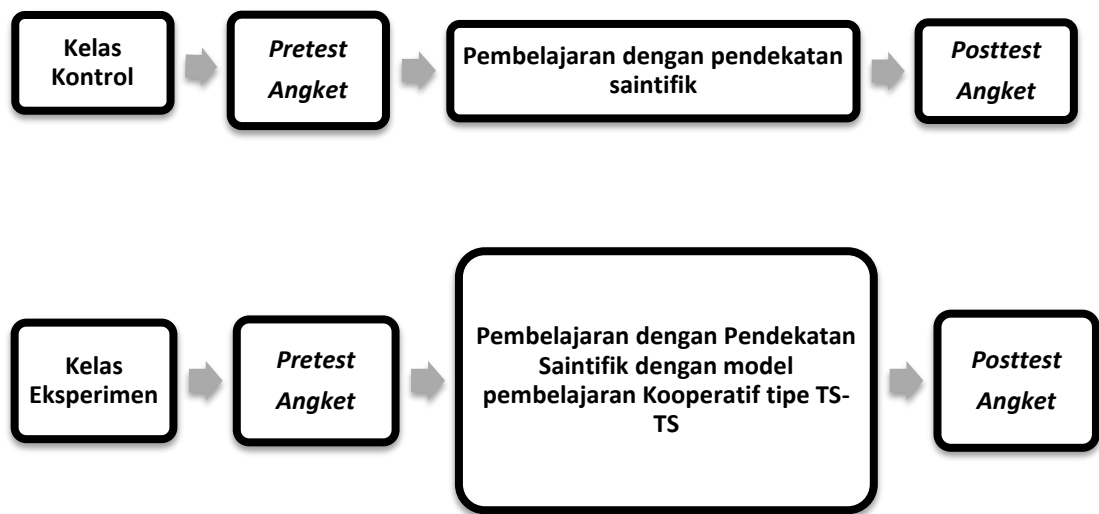 Kelas
Kontrol
Pretest
Angket
Pembelajaran dengan pendekatan
saintifik
Posttest
Angket
Kelas
Eksperimen
Pretest
Angket
Pembelajaran dengan Pendekatan
Saintifik dengan model
pembelajaran Kooperatif tipe TS-
TS
Posttest
Angket